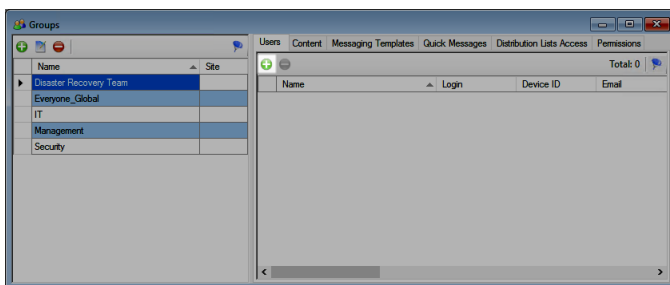 Groups
Users Content Messaging Templates Quick Messages Distribution Lists Access Permissions
Total: 0
Name Site
Name Login Device ID Email
Disaster Recovery Team
Everyone_Global
IT
Management
Security